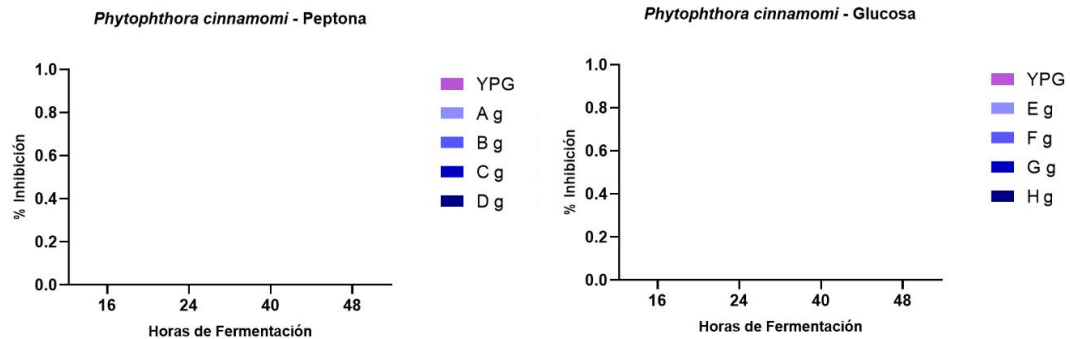 Phytophthora cinnamomi - Peptona
% Inhibición
1.0
0.8
0.6
0.4
0.2
0.0
16 24 40 48
Horas de Fermentación
YPG
A g
B g
C g
D g
Phytophthora cinnamomi - Glucosa
% Inhibición
1.0
0.8
0.6
0.4
0.2
0.0
16 24 40 48
Horas de Fermentación
YPG
E g
F g
G g
H g